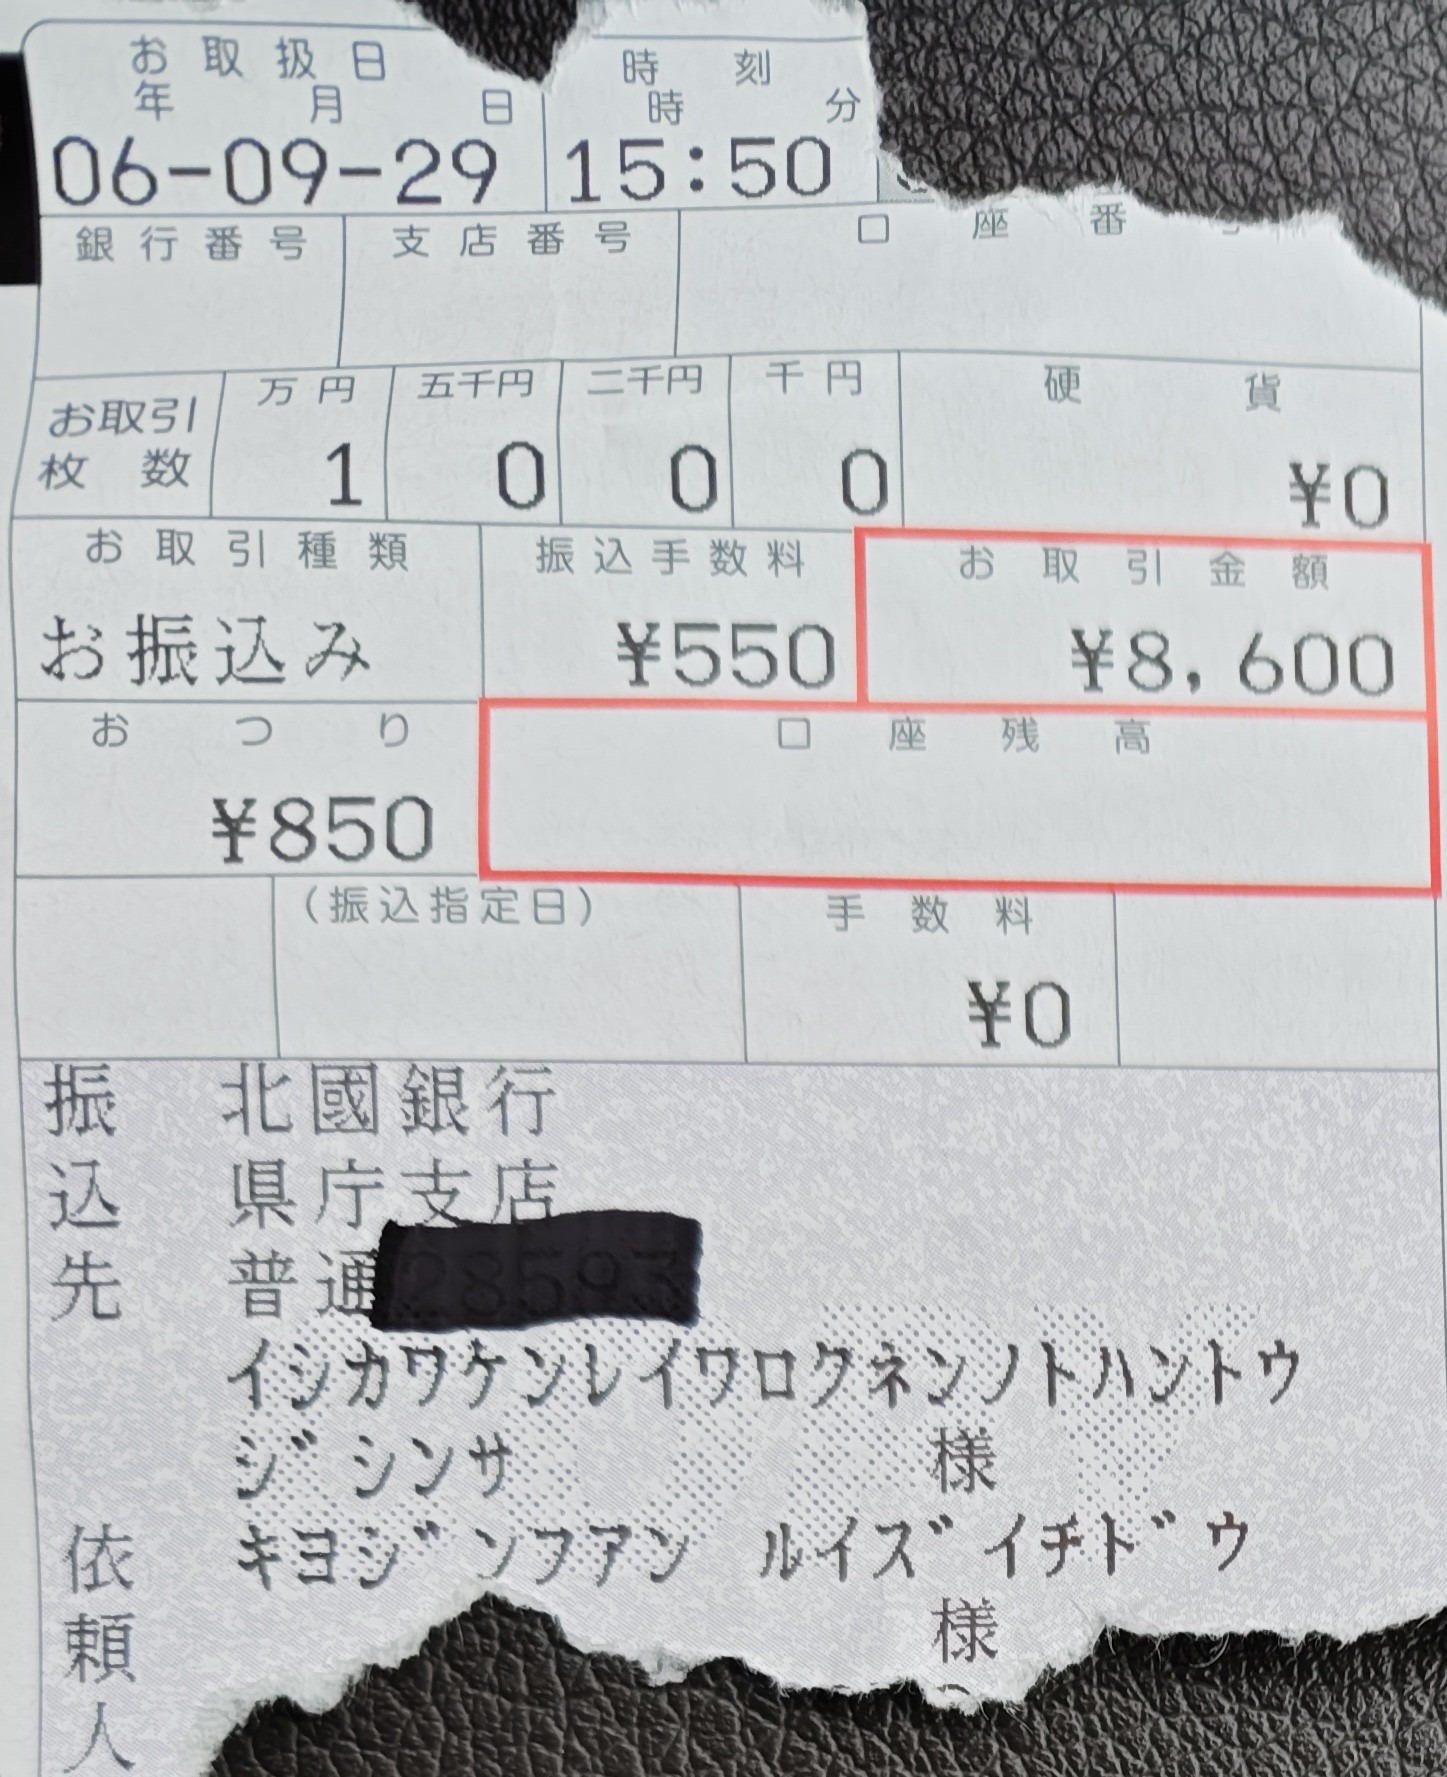 お取扱日 時刻
年 月 日 時 分
06-09-29 15:50
銀行番号 支店番号 口座番
お取引枚数 万円 五千円 二千円 千円 硬貨
1 0 0 0 ¥0
お取引種類 振込手数料 お取引金額
お振込み ¥550 ¥8,600
おつり 口座残高
¥850
(振込指定日) 手数料
¥0
振込先 北國銀行
県庁支店
普通
イシカワケンレイワロクネンノトハントウ
ジシンサ 様
依頼人 キヨジンフアン ルイズイチドウ
様